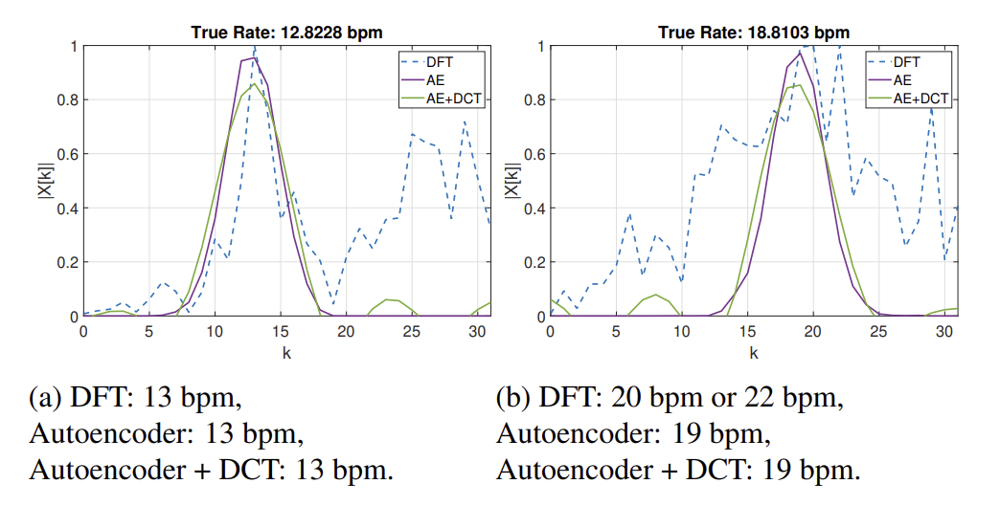 True Rate: 12.8228 bpm
1
0.8
0.6
0.4
0.2
0
|X[k]|
0 5 10 15 20 25 30
k
DFT
AE
AE+DCT
True Rate: 18.8103 bpm
1
0.8
0.6
0.4
0.2
0
|X[k]|
0 5 10 15 20 25 30
k
DFT
AE
AE+DCT
(a) DFT: 13 bpm,
Autoencoder: 13 bpm,
Autoencoder + DCT: 13 bpm.
(b) DFT: 20 bpm or 22 bpm,
Autoencoder: 19 bpm,
Autoencoder + DCT: 19 bpm.